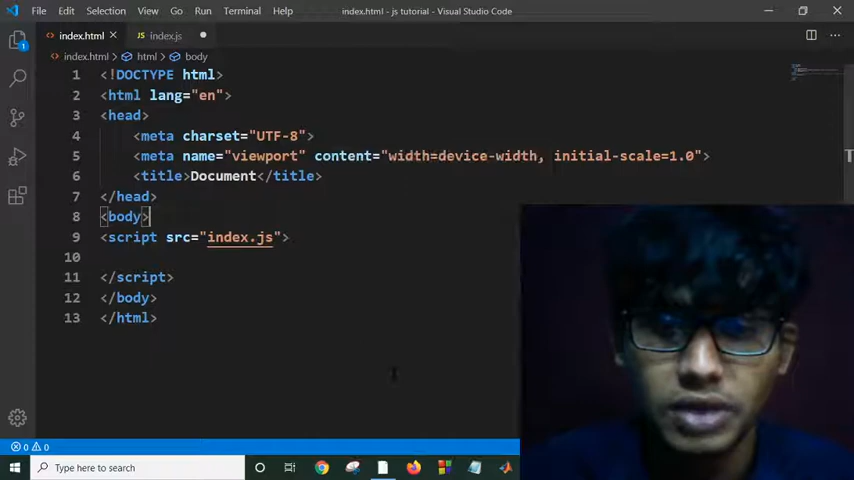 File Edit Selection View Go Run Terminal Help index.html - js tutorial - Visual Studio Code
index.html JS index.js
index.html > html > body
1 <!DOCTYPE html>
2 <html lang="en">
3 <head>
4 <meta charset="UTF-8">
5 <meta name="viewport" content="width=device-width, initial-scale=1.0">
6 <title>Document</title>
7 </head>
8 <body>
9 <script src="index.js">
10
11 </script>
12 </body>
13 </html>
0 0
Type here to search